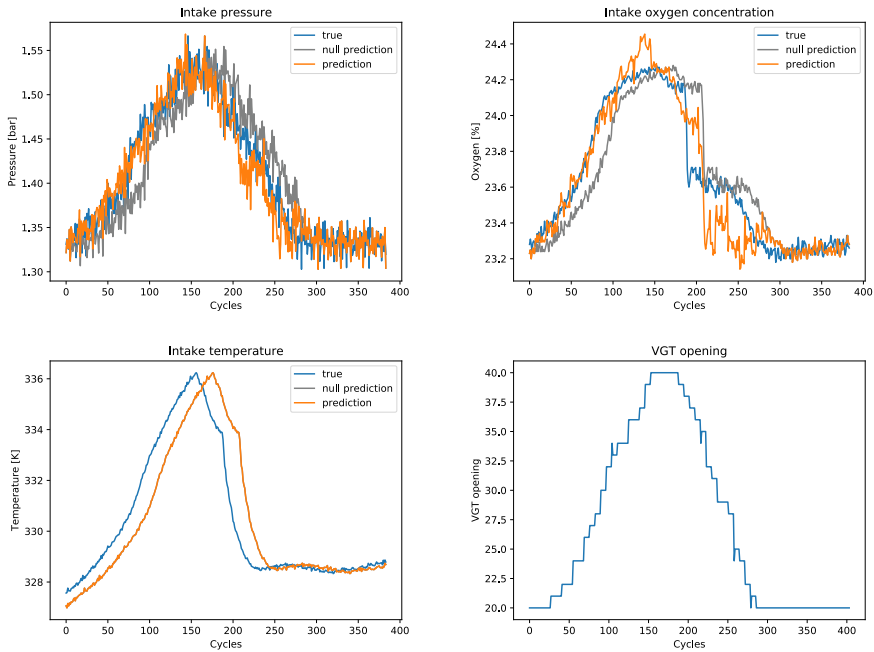 Intake pressure
true
null prediction
prediction
1,55
1,50
1,45
1,40
1,35
1,30
Pressure [bar]
0 50 100 150 200 250 300 350 400
Cycles
Intake oxygen concentration
true
null prediction
prediction
24,4
24,2
24,0
23,8
23,6
23,4
23,2
Oxygen [%]
0 50 100 150 200 250 300 350 400
Cycles
Intake temperature
true
null prediction
prediction
336
334
332
330
328
Temperature [K]
0 50 100 150 200 250 300 350 400
Cycles
VGT opening
40,0
37,5
35,0
32,5
30,0
27,5
25,0
22,5
20,0
VGT opening
0 50 100 150 200 250 300 350 400
Cycles